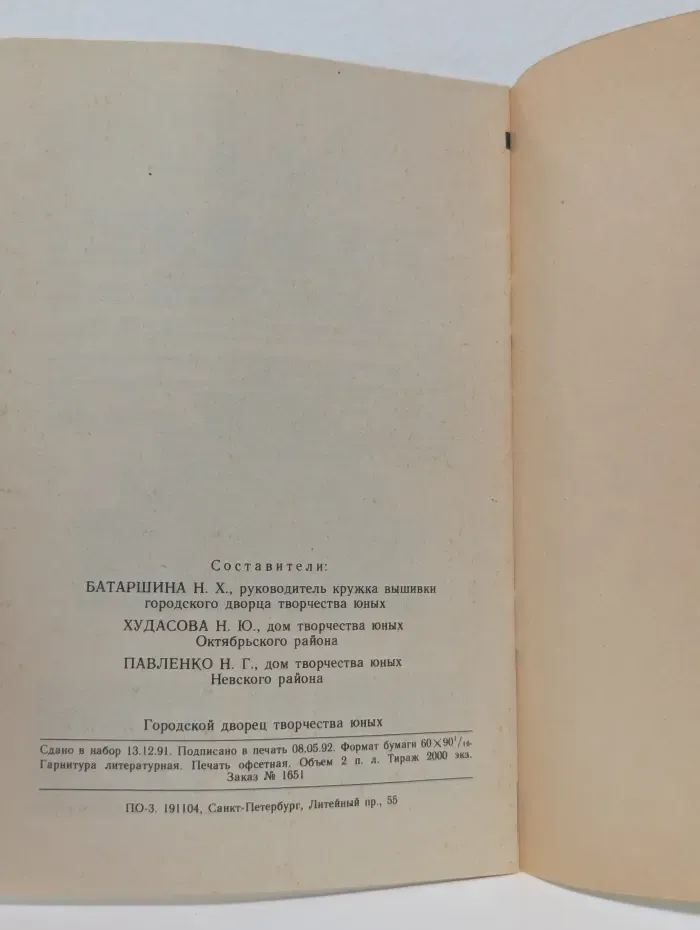 Составители:
БАТАРШИНА Н. Х., руководитель кружка вышивки
городского дворца творчества юных
ХУДАСОВА Н. Ю., дом творчества юных
Октябрьского района
ПАВЛЕНКО Н. Г., дом творчества юных
Невского района
Городской дворец творчества юных
Сдано в набор 13.12.91. Подписано в печать 08.05.92. Формат бумаги 60×90¹/₁₆.
Гарнитура литературная. Печать офсетная. Объем 2 п. л. Тираж 2000 экз.
Заказ № 1651
ПО-3. 191104, Санкт-Петербург, Литейный пр., 55